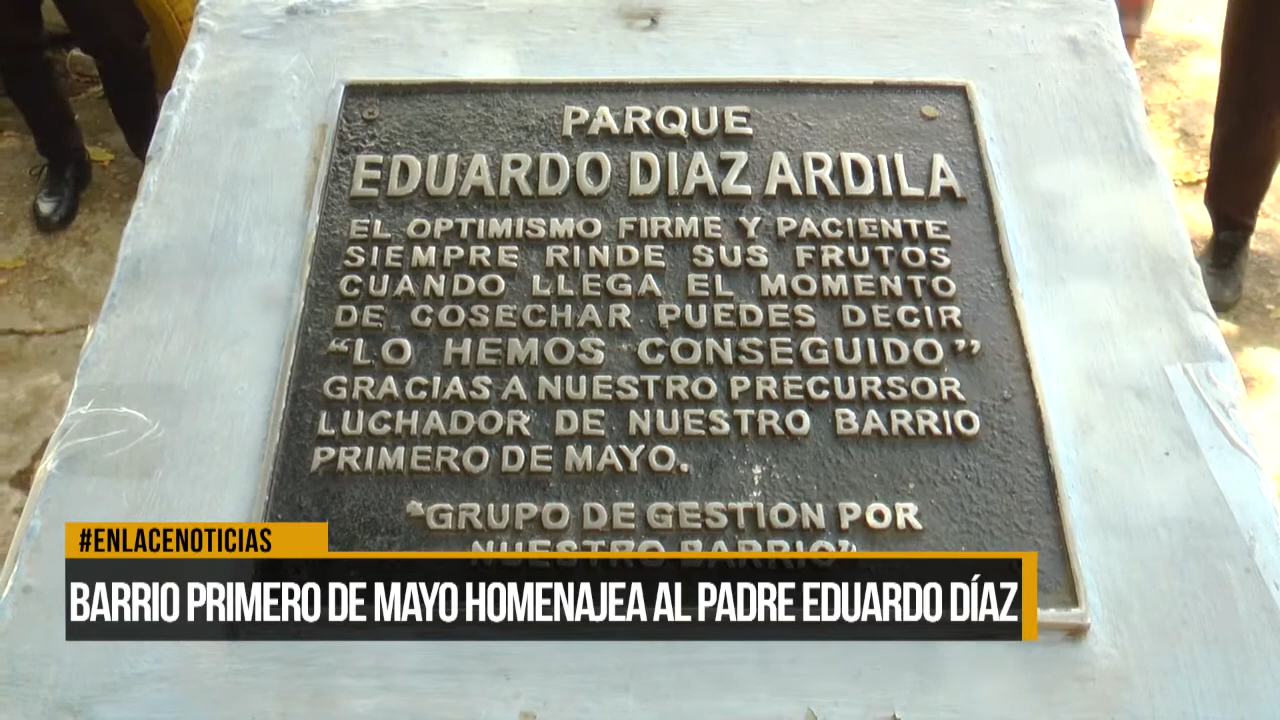 PARQUE
EDUARDO DIAZ ARDILA
EL OPTIMISMO FIRME Y PACIENTE
SIEMPRE RINDE SUS FRUTOS
CUANDO LLEGA EL MOMENTO
DE COSECHAR PUEDES DECIR
“LO HEMOS CONSEGUIDO”
GRACIAS A NUESTRO PRECURSOR
LUCHADOR DE NUESTRO BARRIO
PRIMERO DE MAYO.
"GRUPO DE GESTION POR
NUESTRO BARRIO"
#ENLACENOTICIAS
BARRIO PRIMERO DE MAYO HOMENAJEA AL PADRE EDUARDO DÍAZ